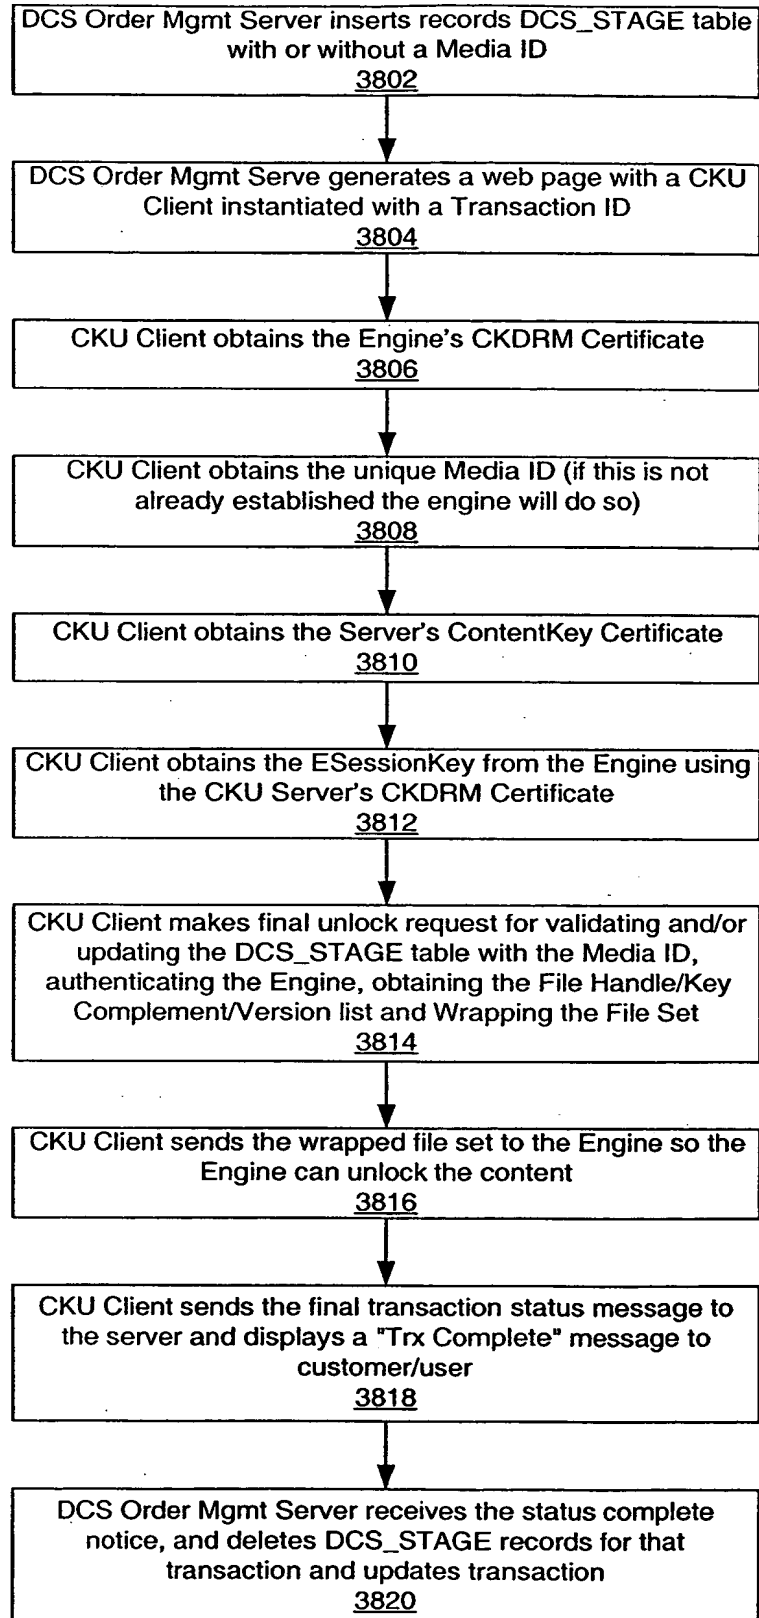 DCS Order Mgmt Server inserts records DCS_STAGE table
with or without a Media ID
3802
DCS Order Mgmt Serve generates a web page with a CKU
Client instantiated with a Transaction ID
3804
CKU Client obtains the Engine's CKDRM Certificate
3806
CKU Client obtains the unique Media ID (if this is not
already established the engine will do so)
3808
CKU Client obtains the Server's ContentKey Certificate
3810
CKU Client obtains the ESessionKey from the Engine using
the CKU Server's CKDRM Certificate
3812
CKU Client makes final unlock request for validating and/or
updating the DCS_STAGE table with the Media ID,
authenticating the Engine, obtaining the File Handle/Key
Complement/Version list and Wrapping the File Set
3814
CKU Client sends the wrapped file set to the Engine so the
Engine can unlock the content
3816
CKU Client sends the final transaction status message to
the server and displays a "Trx Complete" message to
customer/user
3818
DCS Order Mgmt Server receives the status complete
notice, and deletes DCS_STAGE records for that
transaction and updates transaction
3820